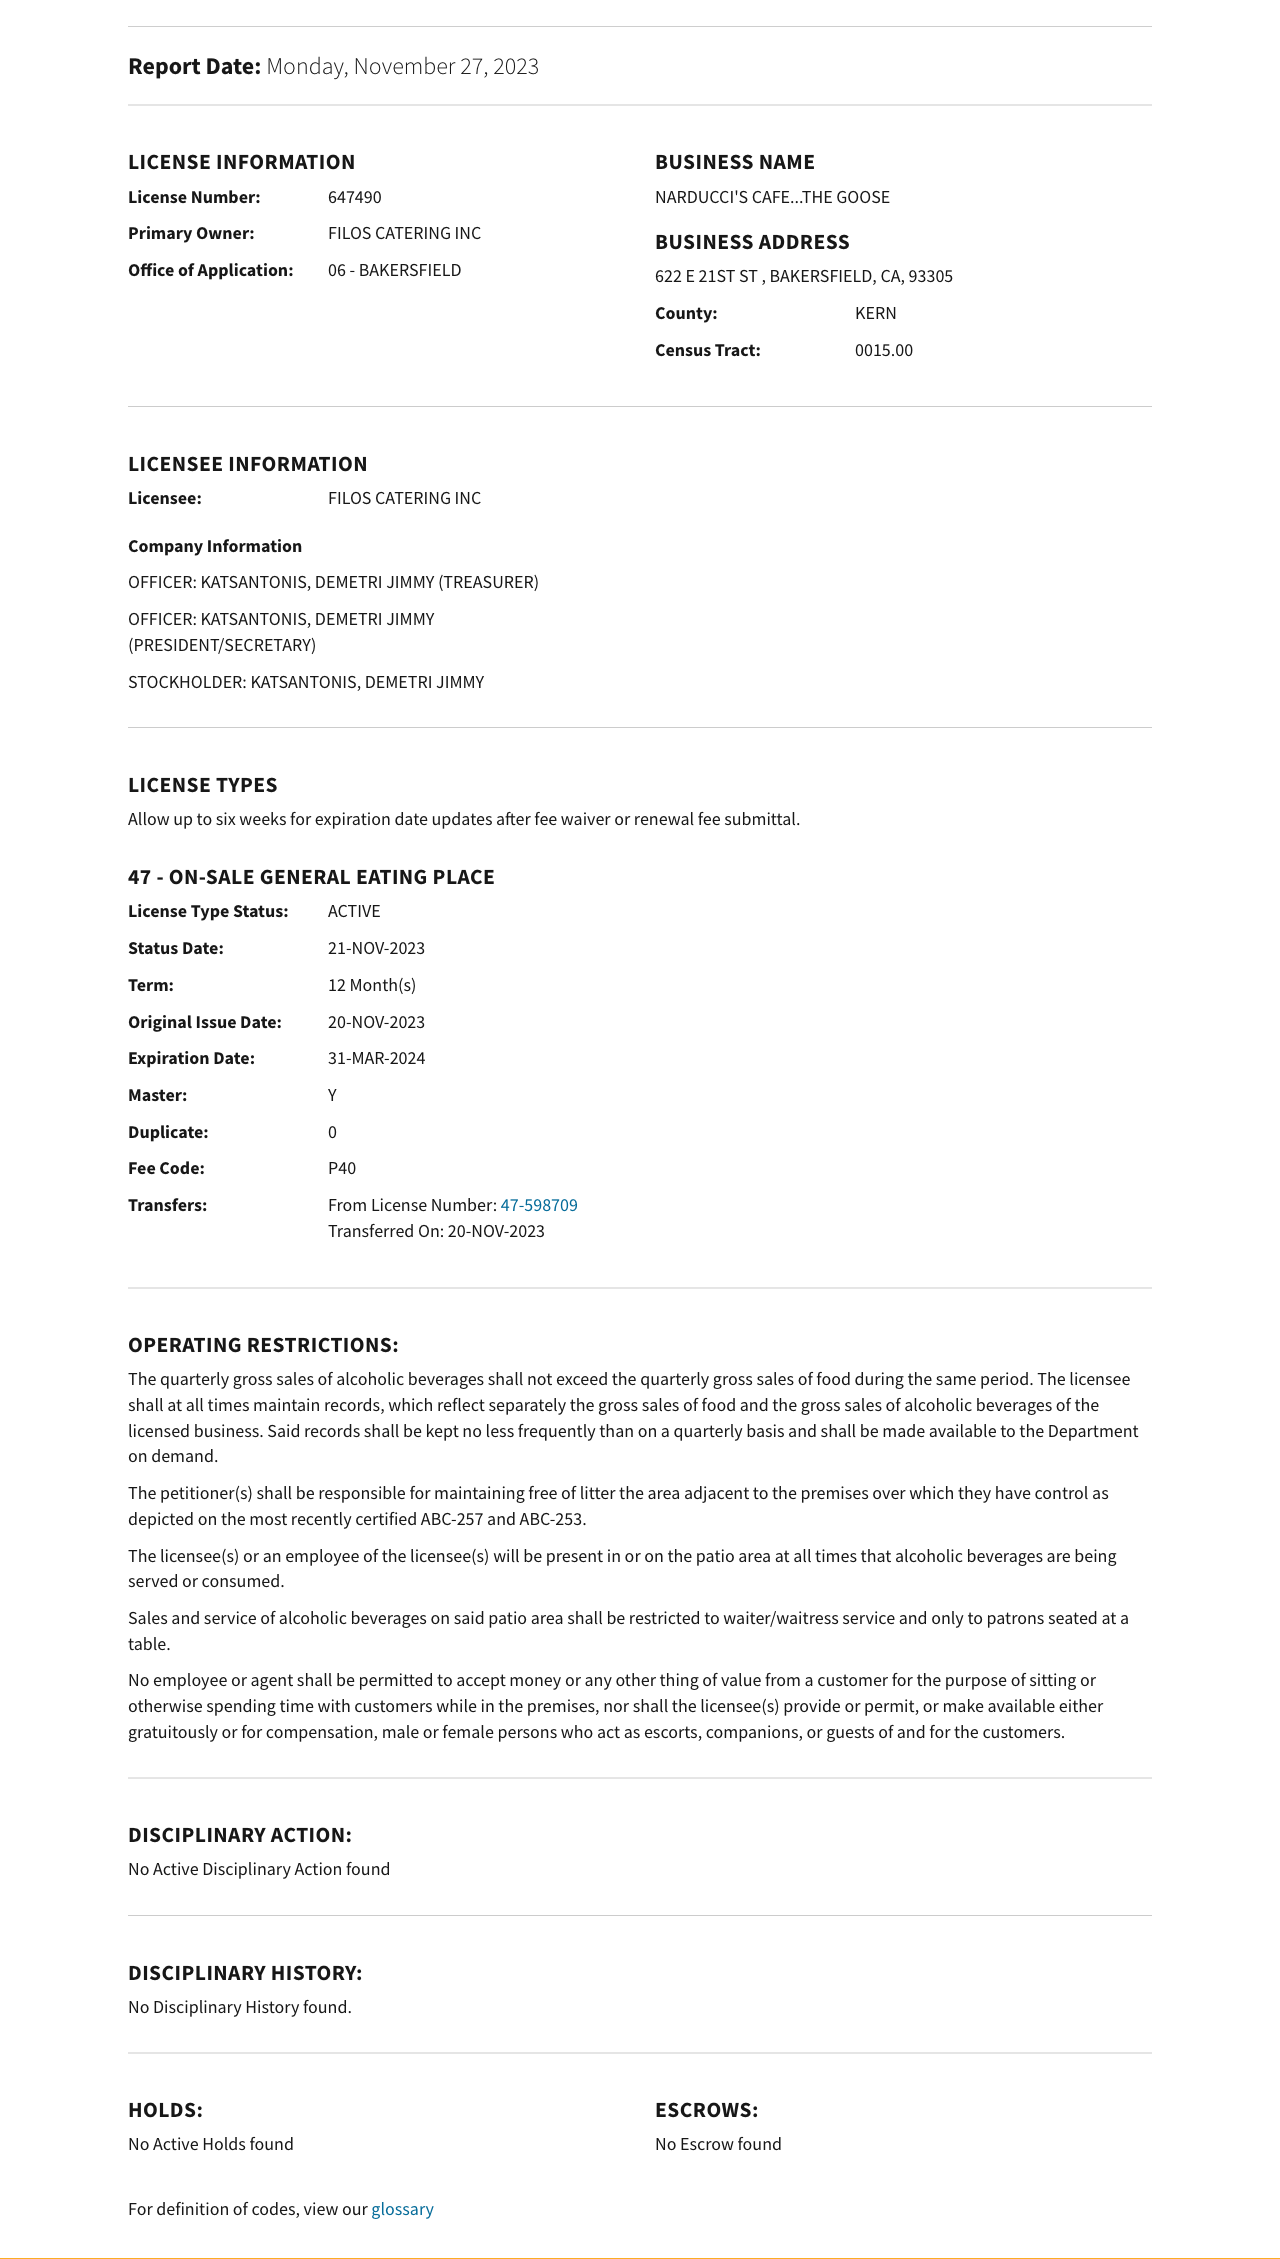 Report Date: Monday, November 27, 2023
LICENSE INFORMATION
License Number: 647490
Primary Owner: FILOS CATERING INC
Office of Application: 06 - BAKERSFIELD
BUSINESS NAME
NARDUCCI'S CAFE...THE GOOSE
BUSINESS ADDRESS
622 E 21ST ST , BAKERSFIELD, CA, 93305
County: KERN
Census Tract: 0015.00
LICENSEE INFORMATION
Licensee: FILOS CATERING INC
Company Information
OFFICER: KATSANTONIS, DEMETRI JIMMY (TREASURER)
OFFICER: KATSANTONIS, DEMETRI JIMMY
(PRESIDENT/SECRETARY)
STOCKHOLDER: KATSANTONIS, DEMETRI JIMMY
LICENSE TYPES
Allow up to six weeks for expiration date updates after fee waiver or renewal fee submittal.
47 - ON-SALE GENERAL EATING PLACE
License Type Status: ACTIVE
Status Date: 21-NOV-2023
Term: 12 Month(s)
Original Issue Date: 20-NOV-2023
Expiration Date: 31-MAR-2024
Master: Y
Duplicate: 0
Fee Code: P40
Transfers: From License Number: 47-598709
Transferred On: 20-NOV-2023
OPERATING RESTRICTIONS:
The quarterly gross sales of alcoholic beverages shall not exceed the quarterly gross sales of food during the same period. The licensee
shall at all times maintain records, which reflect separately the gross sales of food and the gross sales of alcoholic beverages of the
licensed business. Said records shall be kept no less frequently than on a quarterly basis and shall be made available to the Department
on demand.
The petitioner(s) shall be responsible for maintaining free of litter the area adjacent to the premises over which they have control as
depicted on the most recently certified ABC-257 and ABC-253.
The licensee(s) or an employee of the licensee(s) will be present in or on the patio area at all times that alcoholic beverages are being
served or consumed.
Sales and service of alcoholic beverages on said patio area shall be restricted to waiter/waitress service and only to patrons seated at a
table.
No employee or agent shall be permitted to accept money or any other thing of value from a customer for the purpose of sitting or
otherwise spending time with customers while in the premises, nor shall the licensee(s) provide or permit, or make available either
gratuitously or for compensation, male or female persons who act as escorts, companions, or guests of and for the customers.
DISCIPLINARY ACTION:
No Active Disciplinary Action found
DISCIPLINARY HISTORY:
No Disciplinary History found.
HOLDS:
No Active Holds found
ESCROWS:
No Escrow found
For definition of codes, view our glossary